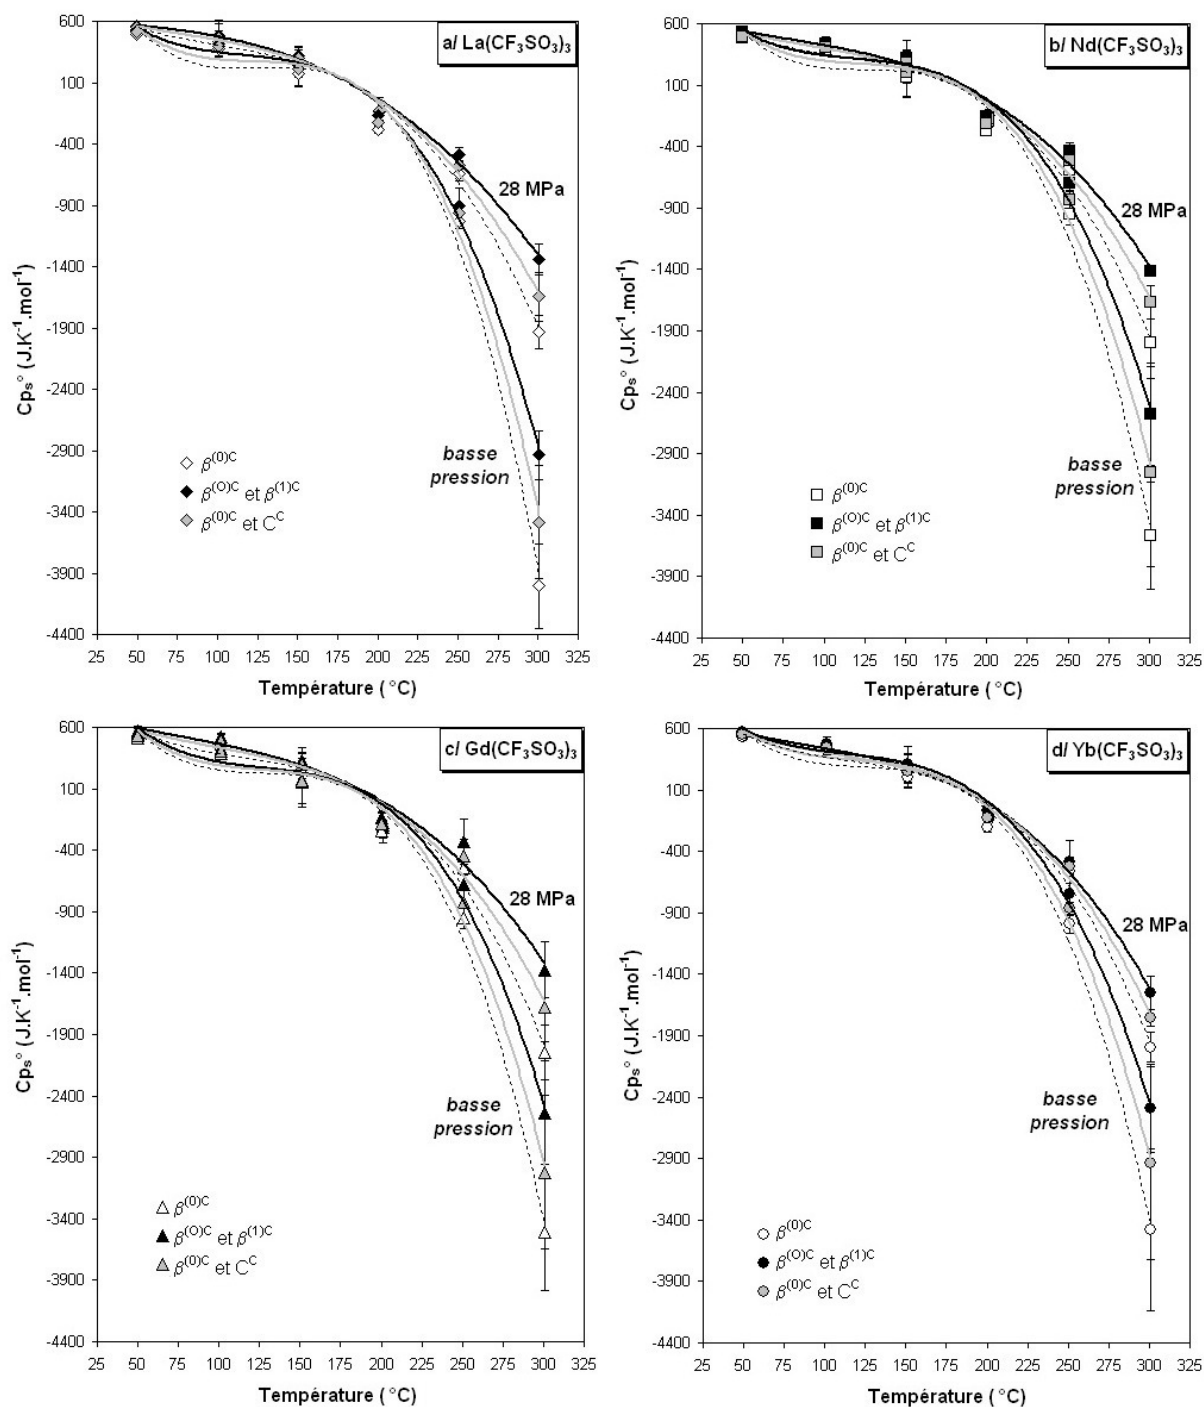 a/ La(CF₃SO₃)₃
600
100
-400
-900
-1400
-1900
-2400
-2900
-3400
-3900
-4400
Cpₛ° (J.K⁻¹.mol⁻¹)
28 MPa
basse
pression
β⁽⁰⁾ᶜ
β⁽⁰⁾ᶜ et β⁽¹⁾ᶜ
β⁽⁰⁾ᶜ et Cᶜ
25 50 75 100 125 150 175 200 225 250 275 300 325
Température (°C)
b/ Nd(CF₃SO₃)₃
600
100
-400
-900
-1400
-1900
-2400
-2900
-3400
-3900
-4400
Cpₛ° (J.K⁻¹.mol⁻¹)
28 MPa
basse
pression
β⁽⁰⁾ᶜ
β⁽⁰⁾ᶜ et β⁽¹⁾ᶜ
β⁽⁰⁾ᶜ et Cᶜ
25 50 75 100 125 150 175 200 225 250 275 300 325
Température (°C)
c/ Gd(CF₃SO₃)₃
600
100
-400
-900
-1400
-1900
-2400
-2900
-3400
-3900
-4400
Cpₛ° (J.K⁻¹.mol⁻¹)
28 MPa
basse
pression
β⁽⁰⁾ᶜ
β⁽⁰⁾ᶜ et β⁽¹⁾ᶜ
β⁽⁰⁾ᶜ et Cᶜ
25 50 75 100 125 150 175 200 225 250 275 300 325
Température (°C)
d/ Yb(CF₃SO₃)₃
600
100
-400
-900
-1400
-1900
-2400
-2900
-3400
-3900
-4400
Cpₛ° (J.K⁻¹.mol⁻¹)
28 MPa
basse
pression
β⁽⁰⁾ᶜ
β⁽⁰⁾ᶜ et β⁽¹⁾ᶜ
β⁽⁰⁾ᶜ et Cᶜ
25 50 75 100 125 150 175 200 225 250 275 300 325
Température (°C)